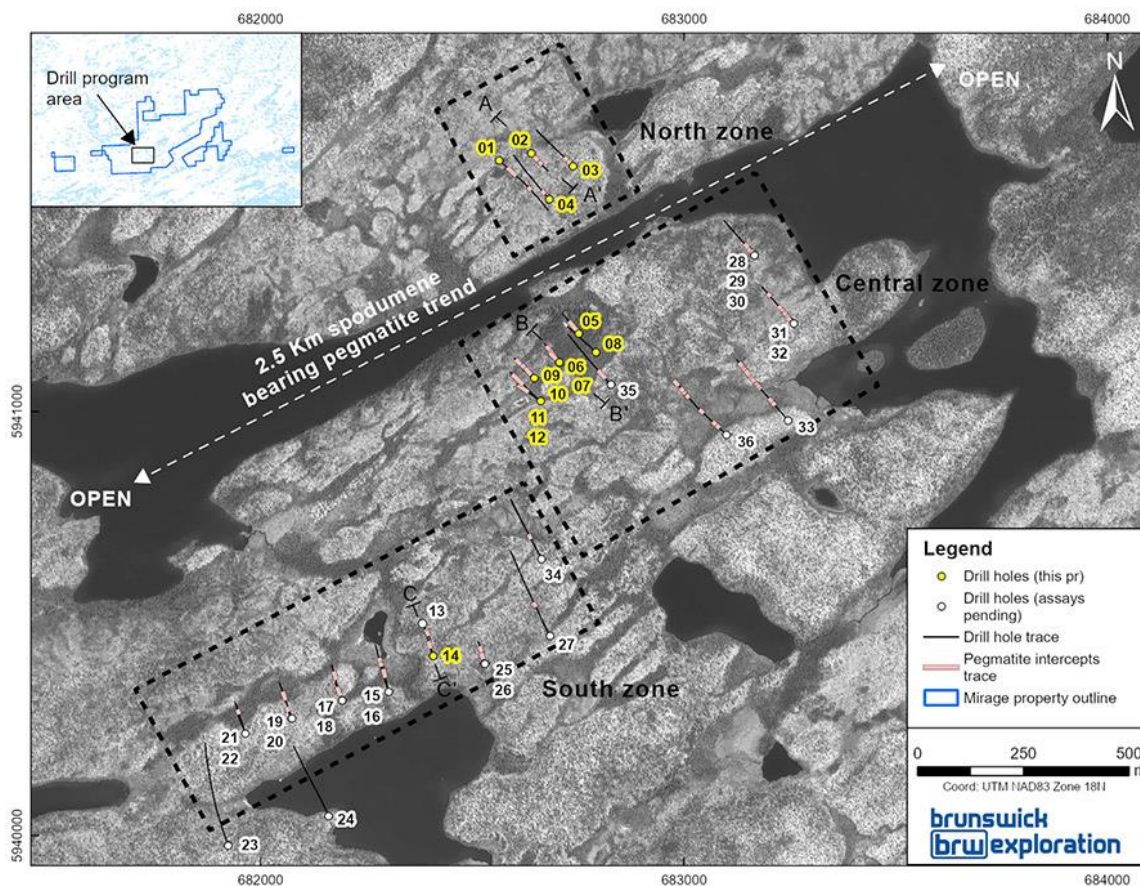 682000
683000
684000
Drill program
area
OPEN
N
North zone
A
01
02
03
04
A'
2.5 Km spodumene
bearing pegmatite trend
OPEN
Central zone
28
29
30
31
32
B
05
08
06
07
09
10
11
12
35
B'
36
33
5941000
34
C
13
14
C'
27
25
26
South zone
15
16
17
18
19
20
21
22
23
24
5940000
Legend
Drill holes (this pr)
Drill holes (assays
pending)
Drill hole trace
Pegmatite intercepts
trace
Mirage property outline
0 250 500
m
Coord: UTM NAD83 Zone 18N
brunswick
brw exploration
682000
683000
684000